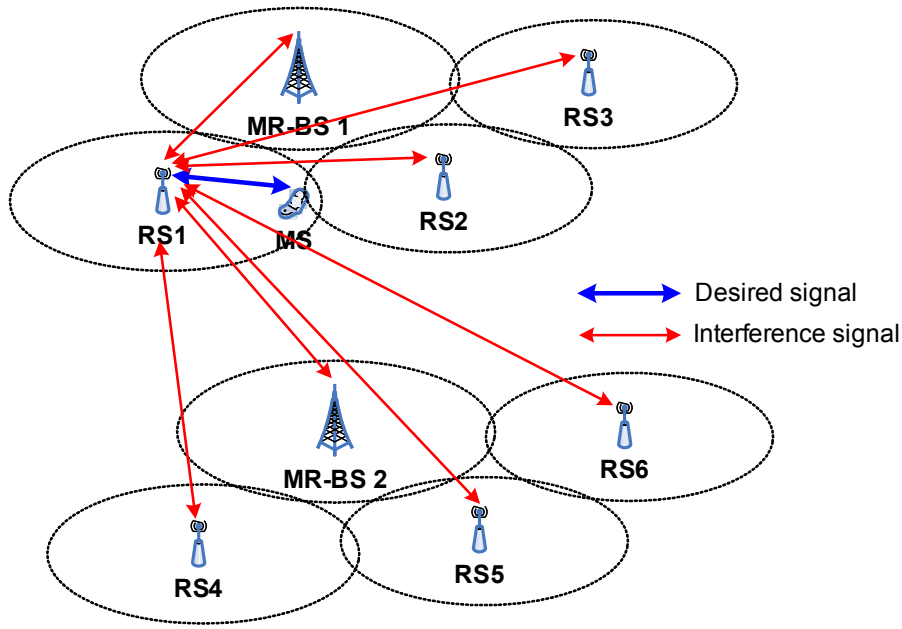 MR-BS 1
RS3
RS1
MS
RS2
Desired signal
Interference signal
MR-BS 2
RS6
RS4
RS5